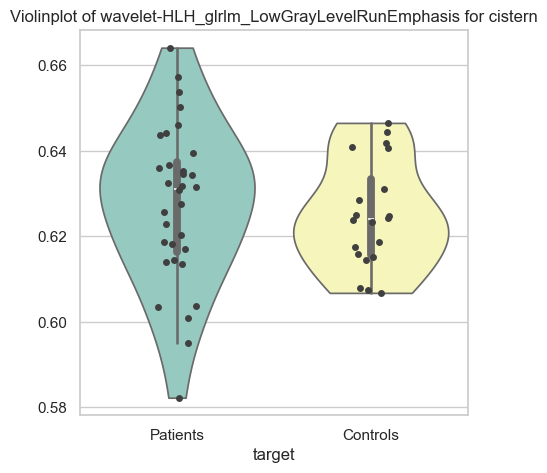 Violinplot of wavelet-HLH_glrlm_LowGrayLevelRunEmphasis for cistern
0.66
0.64
0.62
0.60
0.58
Patients
Controls
target